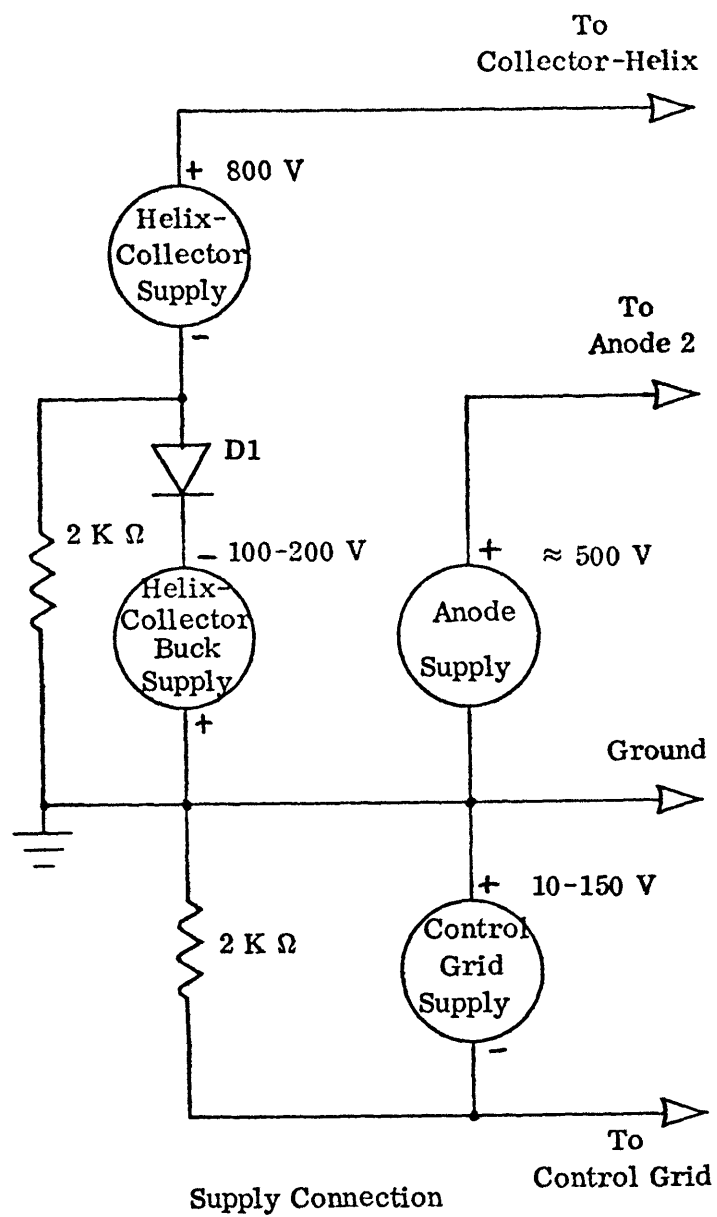 To
Collector-Helix
+ 800 V
Helix-
Collector
Supply
-
To
Anode 2
D1
2 K Ω
- 100-200 V
+ ≈ 500 V
Helix-
Collector
Buck
Supply
+
Anode
Supply
Ground
+ 10-150 V
2 K Ω
Control
Grid
Supply
-
To
Control Grid
Supply Connection